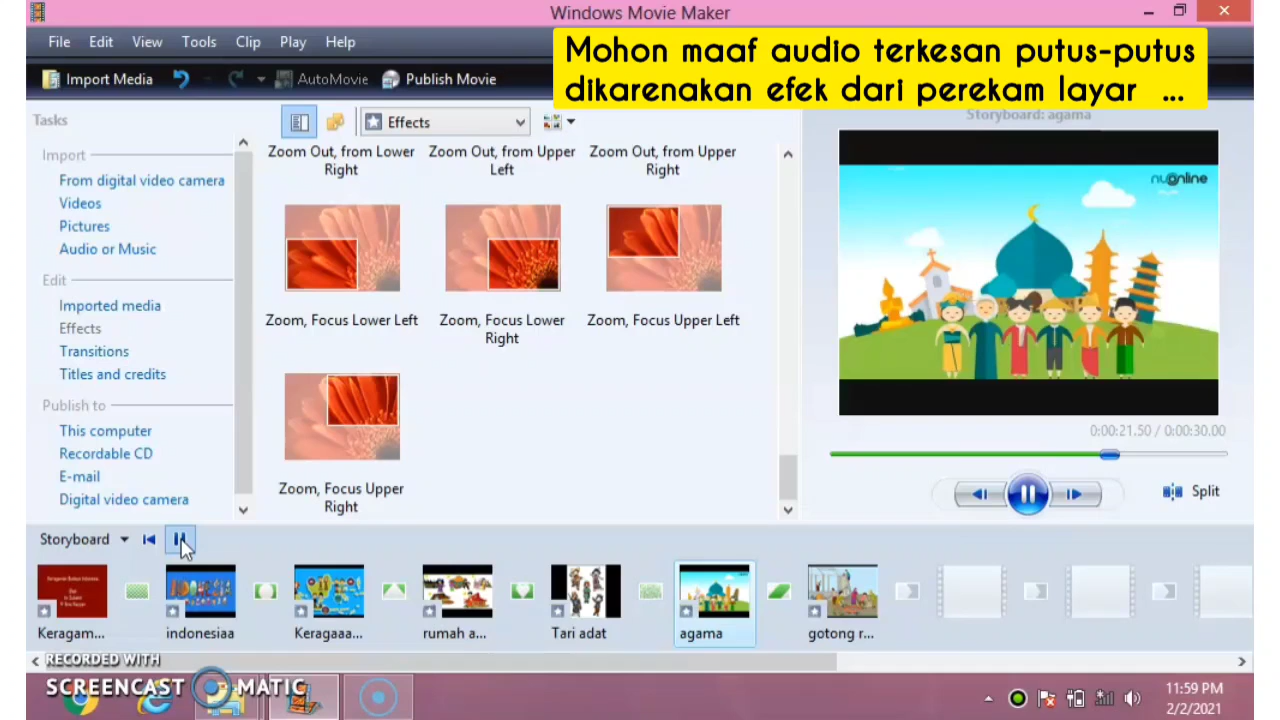 Windows Movie Maker
File Edit View Tools Clip Play Help
Mohon maaf audio terkesan putus-putus
dikarenakan efek dari perekam layar ...
Import Media
AutoMovie
Publish Movie
Tasks
Import
From digital video camera
Videos
Pictures
Audio or Music
Edit
Imported media
Effects
Transitions
Titles and credits
Publish to
This computer
Recordable CD
E-mail
Digital video camera
Effects
Zoom Out, from Lower
Right
Zoom Out, from Upper
Left
Zoom Out, from Upper
Right
Zoom, Focus Lower Left
Zoom, Focus Lower
Right
Zoom, Focus Upper Left
Zoom, Focus Upper
Right
Storyboard: agama
nuonline
0:00:21.50 / 0:00:30.00
Split
Storyboard
Keragam...
indonesiaa
Keragaaa...
rumah a...
Tari adat
agama
gotong r...
RECORDED WITH
SCREENCAST MATIC
11:59 PM
2/2/2021